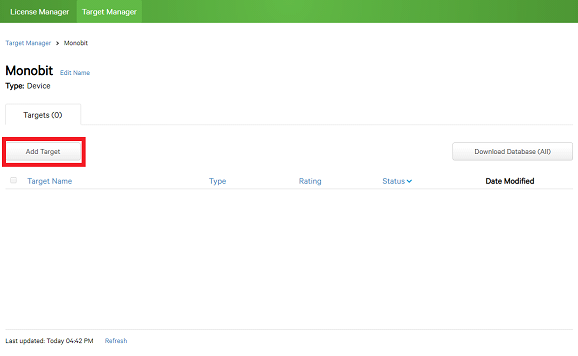 License Manager Target Manager
Target Manager > Monobit
Monobit Edit Name
Type: Device
Targets (0)
Add Target Download Database (All)
Target Name Type Rating Status Date Modified
Last updated: Today 04:42 PM Refresh